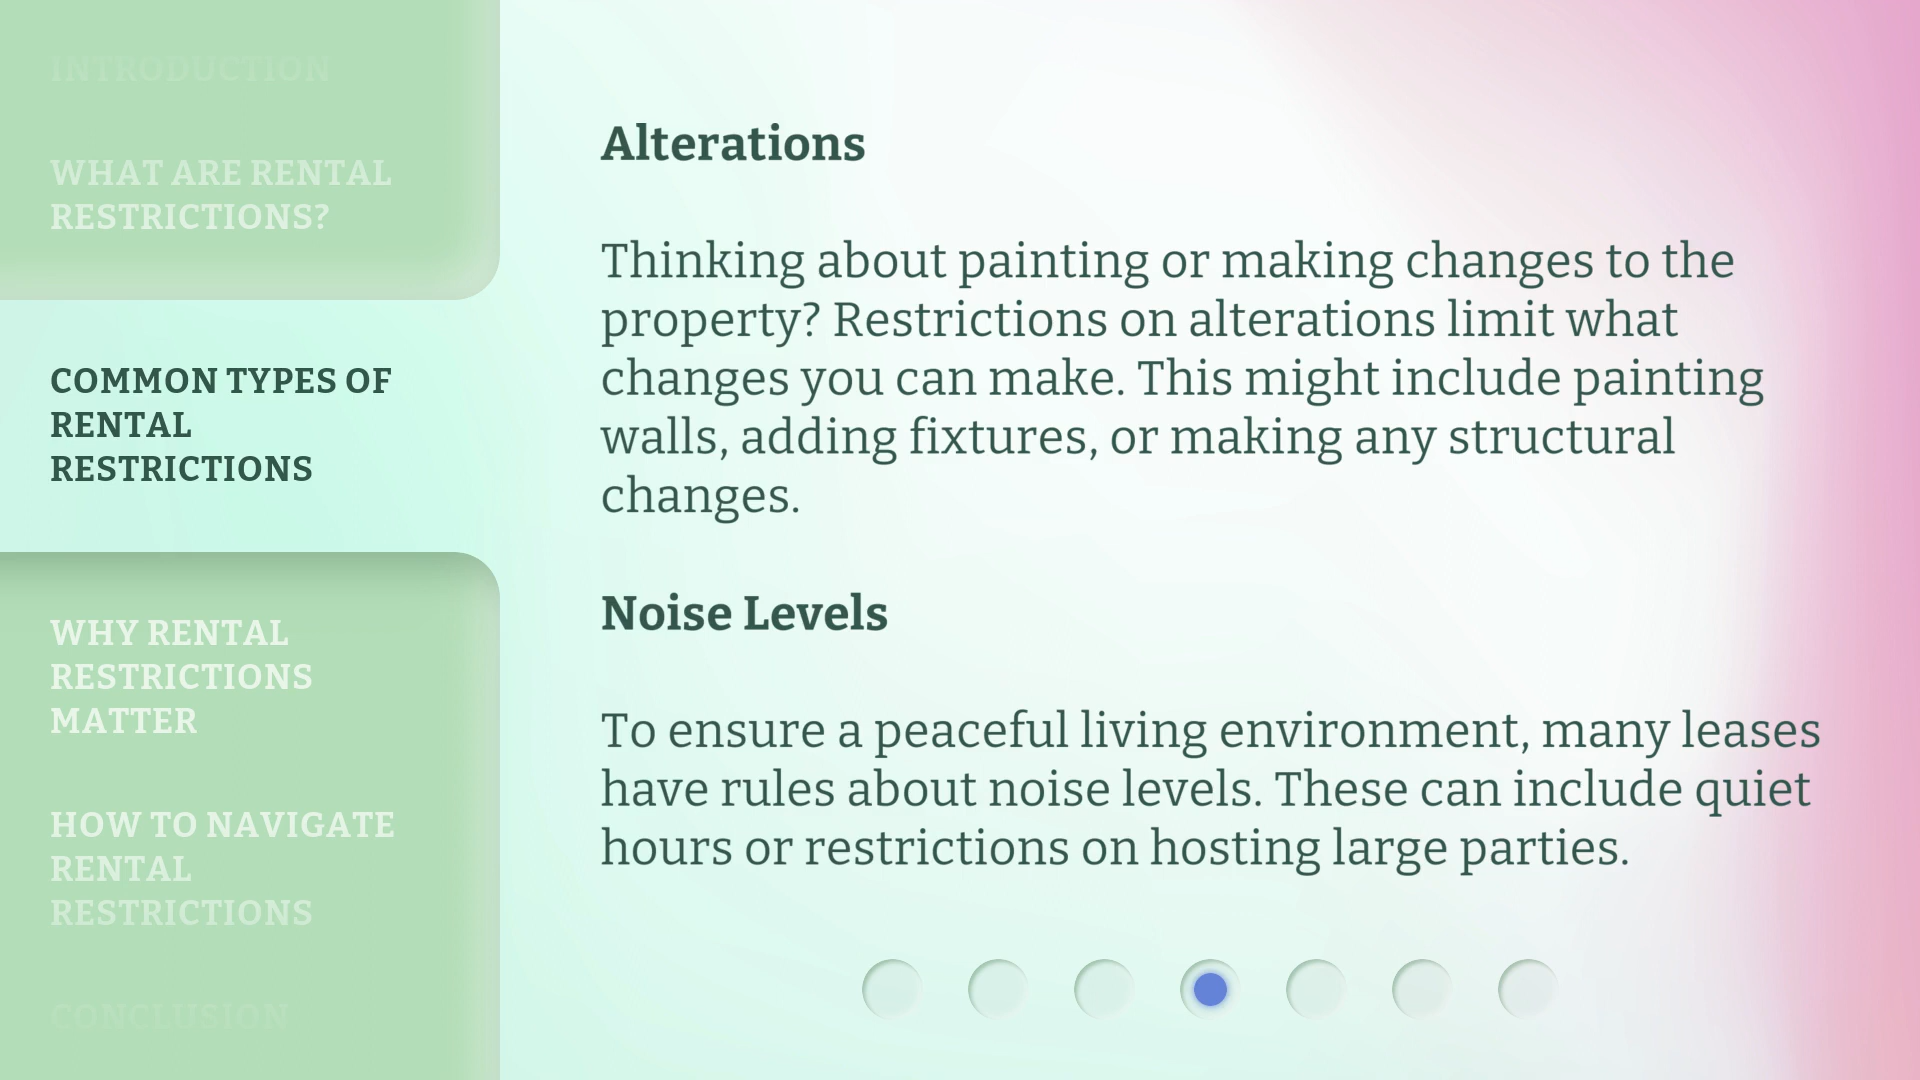 INTRODUCTION
WHAT ARE RENTAL
RESTRICTIONS?
COMMON TYPES OF
RENTAL
RESTRICTIONS
WHY RENTAL
RESTRICTIONS
MATTER
HOW TO NAVIGATE
RENTAL
RESTRICTIONS
CONCLUSION
Alterations
Thinking about painting or making changes to the
property? Restrictions on alterations limit what
changes you can make. This might include painting
walls, adding fixtures, or making any structural
changes.
Noise Levels
To ensure a peaceful living environment, many leases
have rules about noise levels. These can include quiet
hours or restrictions on hosting large parties.